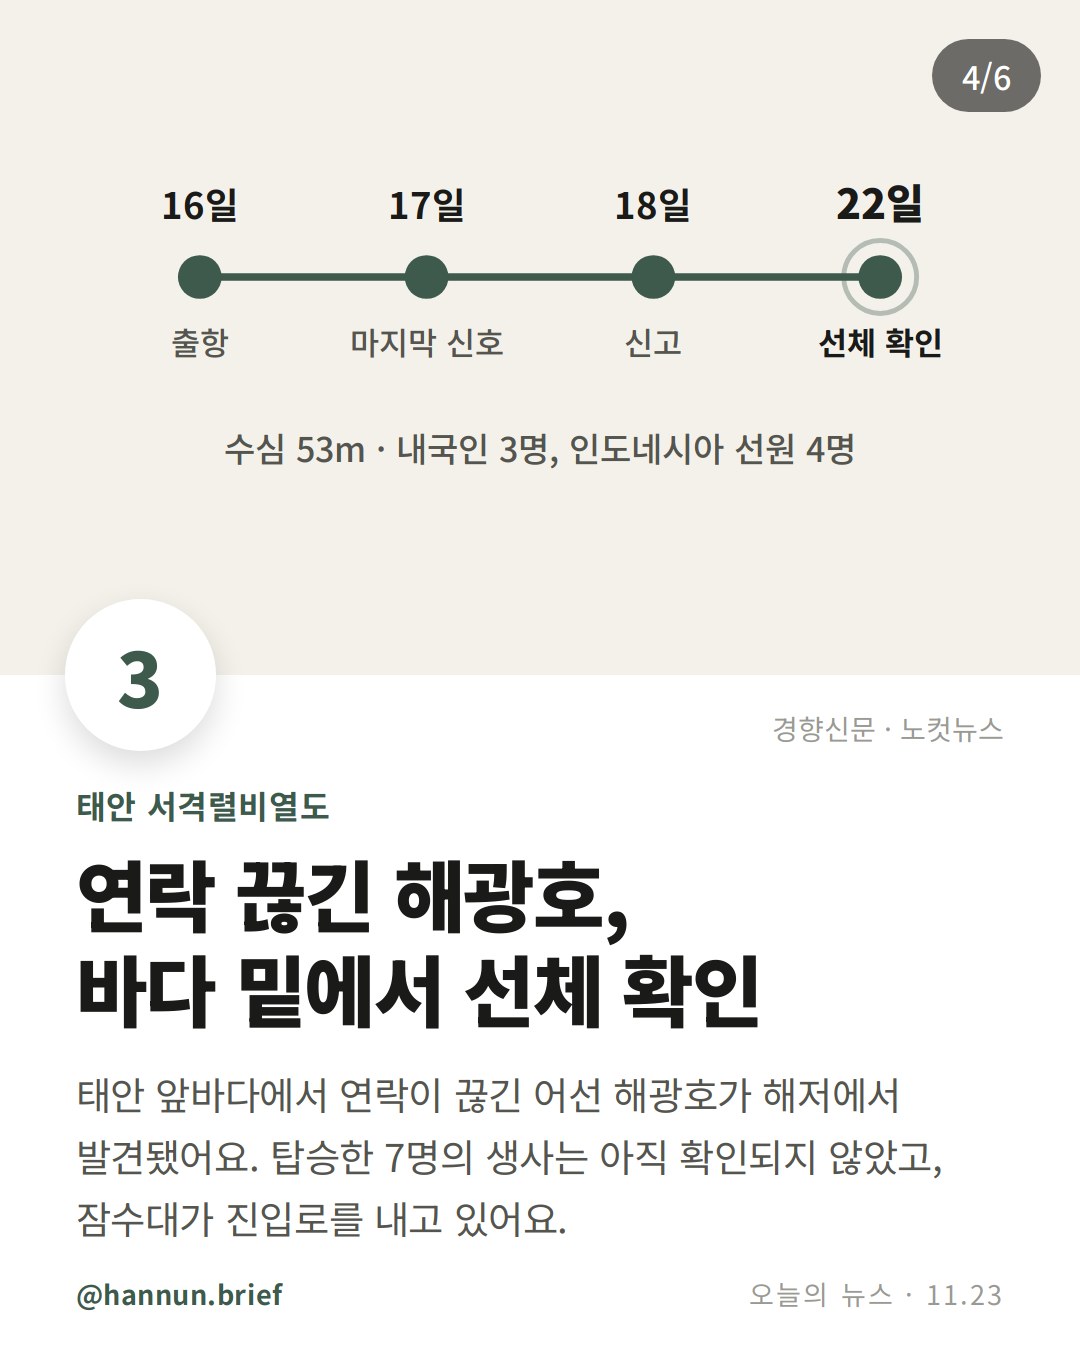 4/6
16일
17일
18일
22일
출항
마지막 신호
신고
선체 확인
수심 53m · 내국인 3명, 인도네시아 선원 4명
3
경향신문 · 노컷뉴스
태안 서격렬비열도
연락 끊긴 해광호,
바다 밑에서 선체 확인
태안 앞바다에서 연락이 끊긴 어선 해광호가 해저에서
발견됐어요. 탑승한 7명의 생사는 아직 확인되지 않았고,
잠수대가 진입로를 내고 있어요.
@hannun.brief
오늘의 뉴스 · 11.23